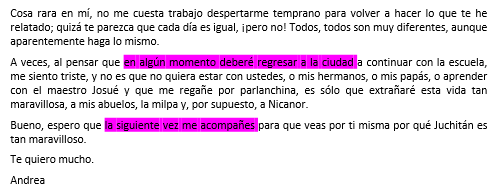 Cosa rara en mí, no me cuesta trabajo despertarme temprano para volver a hacer lo que te he
relatado; quizá te parezca que cada día es igual, ¡pero no! Todos, todos son muy diferentes, aunque
aparentemente haga lo mismo.
A veces, al pensar que en algún momento deberé regresar a la ciudad a continuar con la escuela,
me siento triste, y no es que no quiera estar con ustedes, o mis hermanos, o mis papás, o aprender
con el maestro Josué y que me regañe por parlanchina, es sólo que extrañaré esta vida tan
maravillosa, a mis abuelos, la milpa y, por supuesto, a Nicanor.
Bueno, espero que la siguiente vez me acompañes para que veas por ti misma por qué Juchitán es
tan maravilloso.
Te quiero mucho.
Andrea